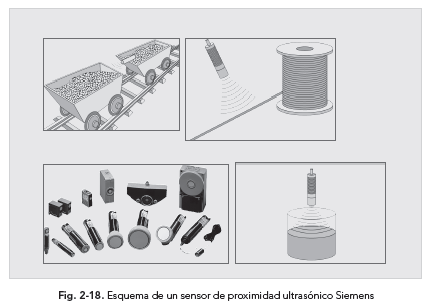 Fig. 2-18. Esquema de un sensor de proximidad ultrasónico Siemens